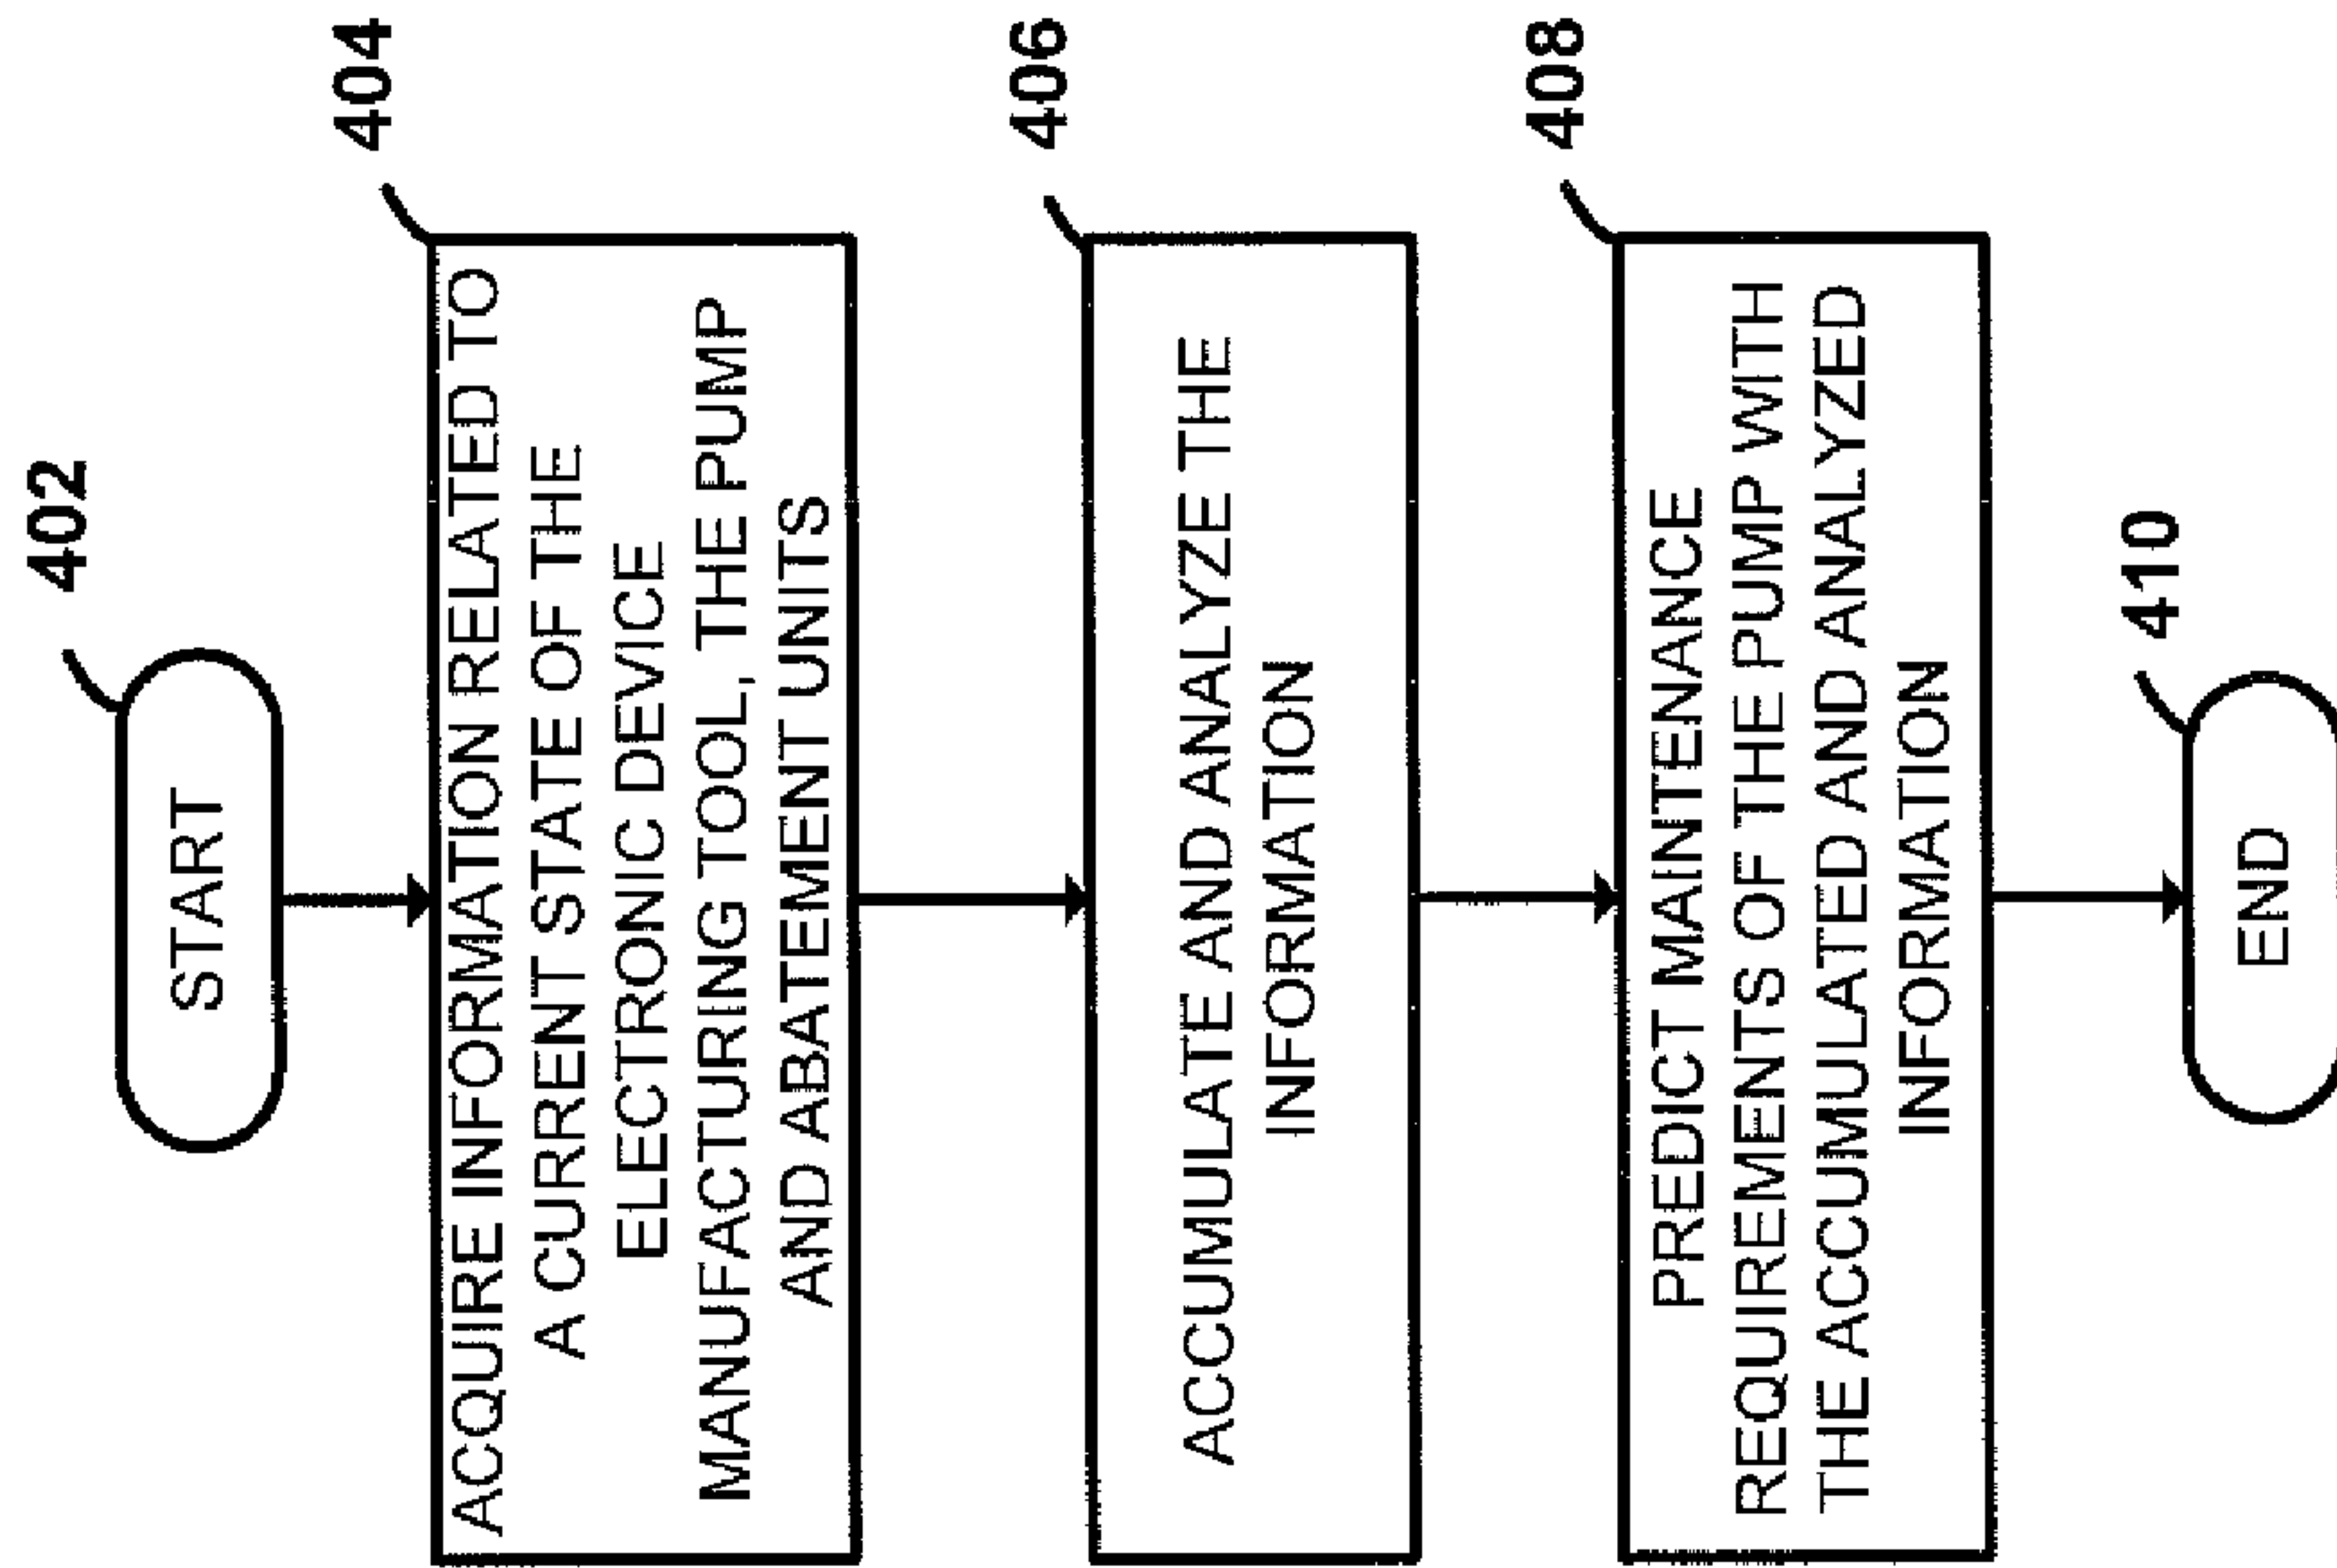 402
START
404
ACQUIRE INFORMATION RELATED TO
A CURRENT STATE OF THE
ELECTRONIC DEVICE
MANUFACTURING TOOL, THE PUMP
AND ABATEMENT UNITS
406
ACCUMULATE AND ANALYZE THE
INFORMATION
408
PREDICT MAINTENANCE
REQUIREMENTS OF THE PUMP WITH
THE ACCUMULATED AND ANALYZED
INFORMATION
410
END